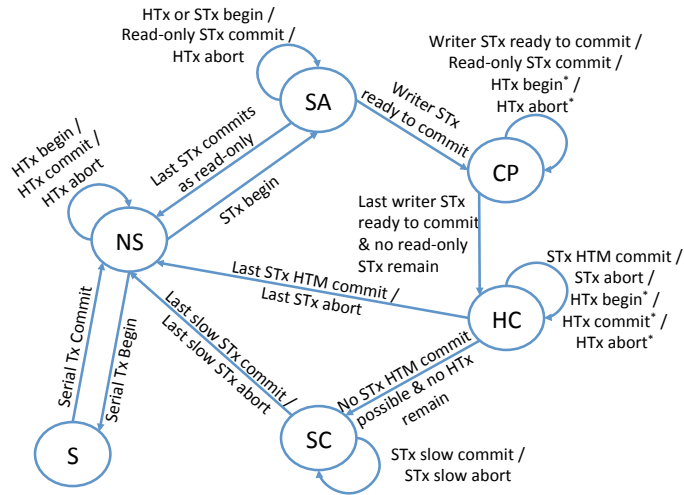 HTx or STx begin /
Read-only STx commit /
HTx abort
SA
Writer STx
ready to commit
Writer STx ready to commit /
Read-only STx commit /
HTx begin*/
HTx abort*
CP
HTx begin /
HTx commit /
HTx abort
NS
Last STx commits
as read-only
STx begin
Last writer STx
ready to commit
& no read-only
STx remain
STx HTM commit /
STx abort /
HTx begin* /
HTx commit* /
HTx abort*
HC
Last STx HTM commit /
Last STx abort
Last slow STx commit /
Last slow STx abort
No STx HTM commit
possible & no HTx
remain
Serial Tx Commit
Serial Tx Begin
S
SC
STx slow commit /
STx slow abort